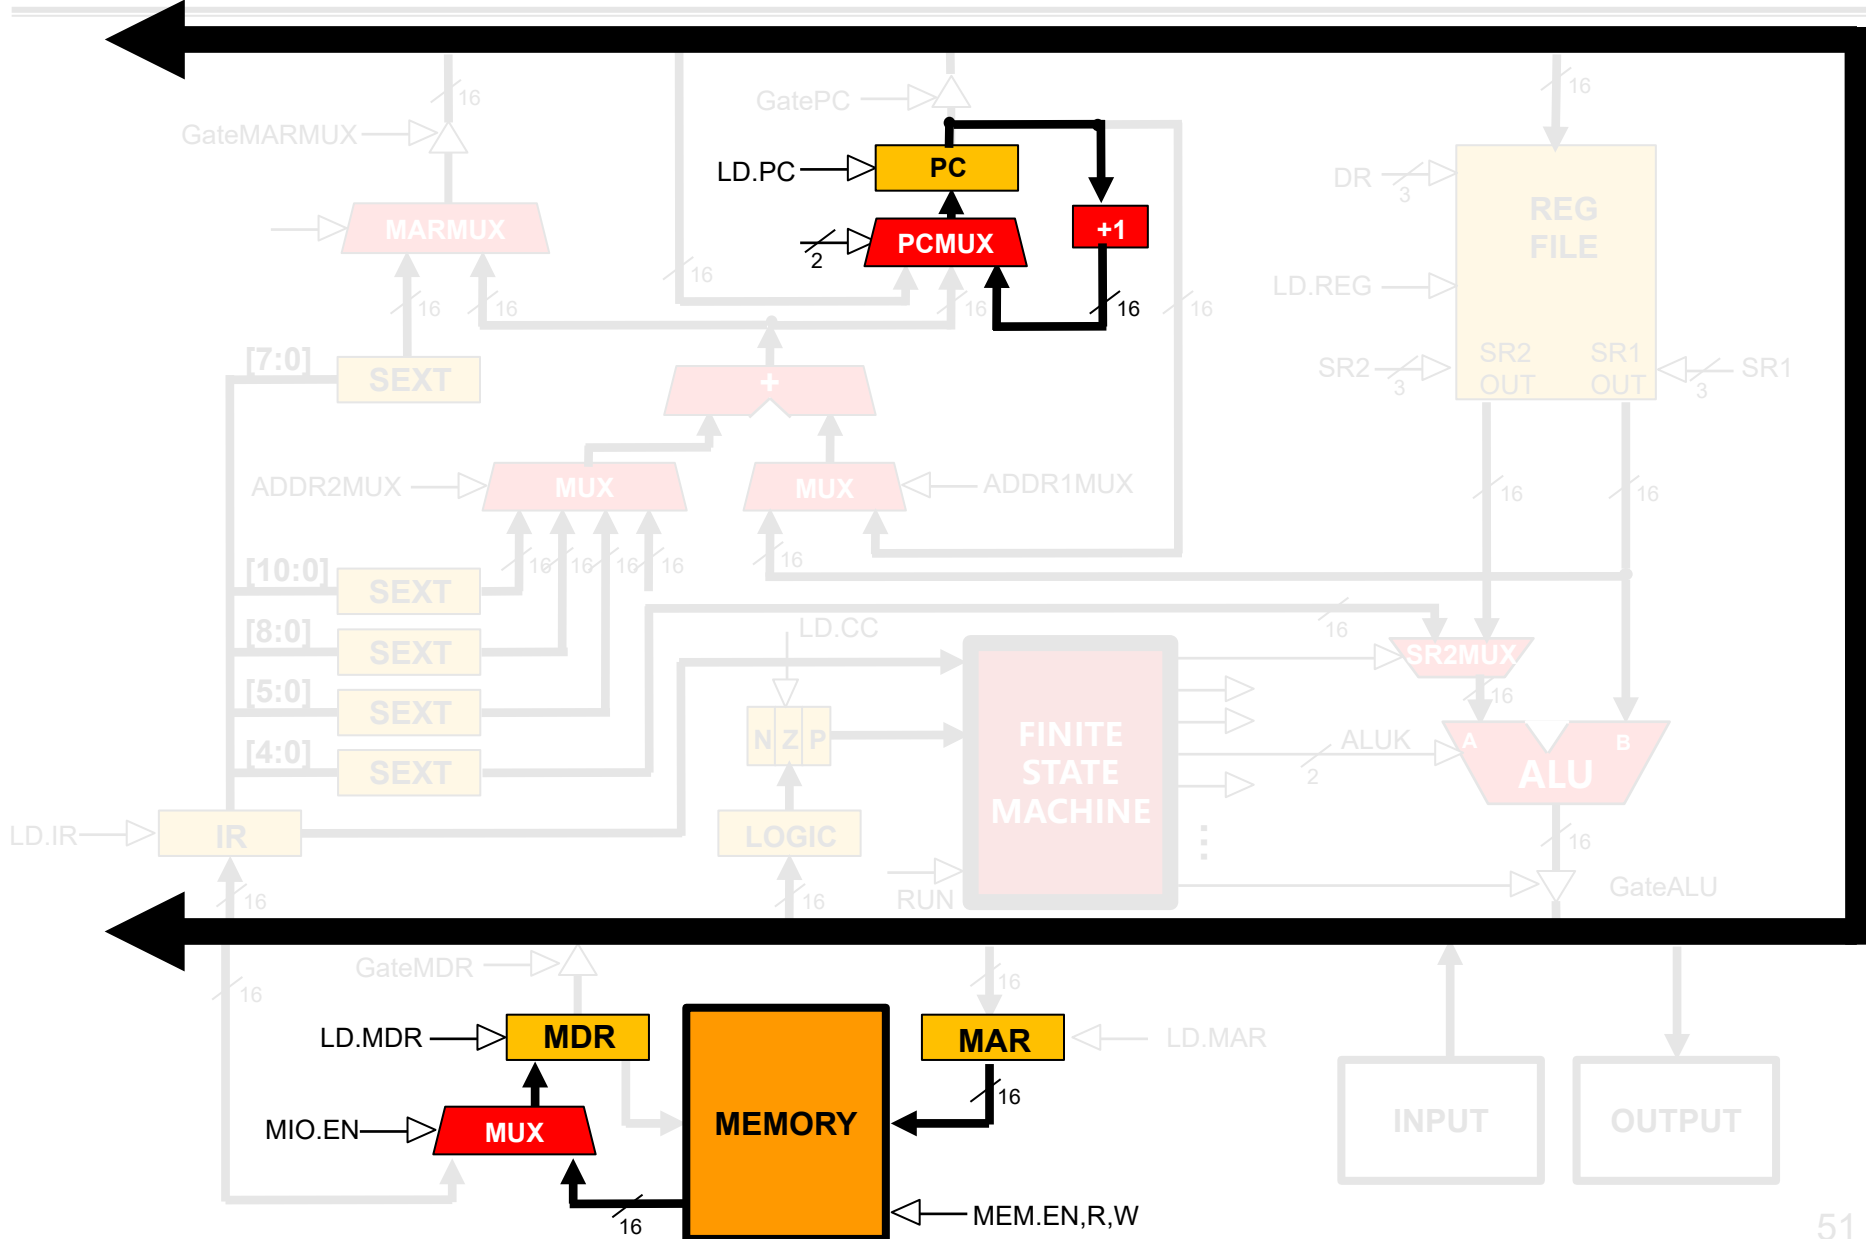 16
GatePC
16
GateMARMUX
LD.PC
PC
DR
3
REG
FILE
MARMUX
2
PCMUX
+1
16
16
16
16
16
16
LD.REG
[7:0]
SEXT
+
SR2
3
SR2
OUT
SR1
OUT
3
SR1
ADDR2MUX
MUX
MUX
ADDR1MUX
16
16
16
16
16
16
16
[10:0]
SEXT
[8:0]
SEXT
LD.CC
16
SR2MUX
16
[5:0]
SEXT
N Z P
FINITE
STATE
MACHINE
ALUK
2
A
B
ALU
[4:0]
SEXT
LD.IR
IR
LOGIC
⋮
16
16
16
RUN
GateALU
GateMDR
16
16
LD.MDR
MDR
MAR
LD.MAR
16
MIO.EN
MUX
MEMORY
INPUT
OUTPUT
16
MEM.EN,R,W
51